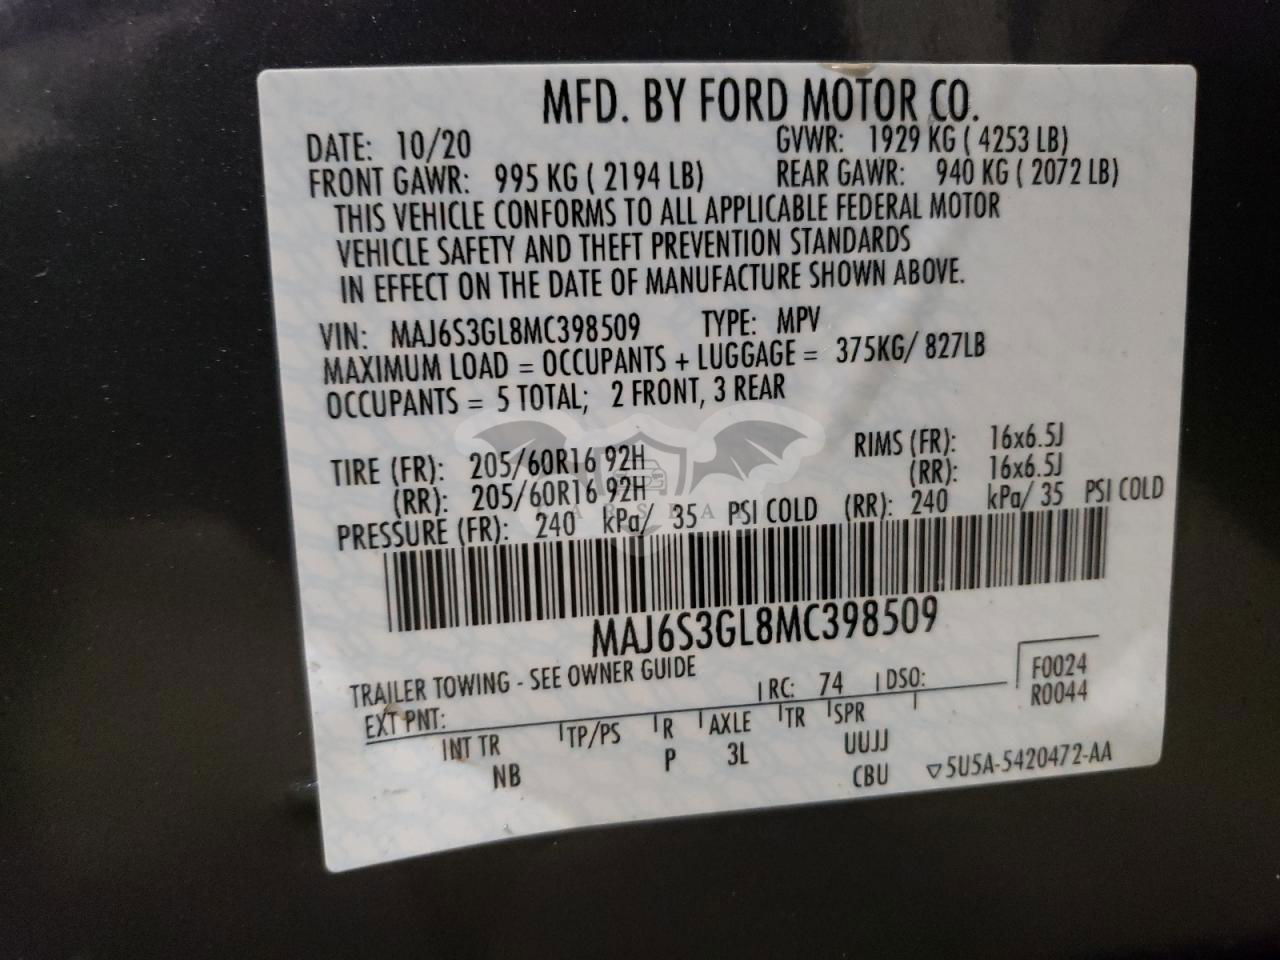 MFD. BY FORD MOTOR CO.
DATE: 10/20 GVWR: 1929 KG ( 4253 LB)
FRONT GAWR: 995 KG ( 2194 LB) REAR GAWR: 940 KG ( 2072 LB)
THIS VEHICLE CONFORMS TO ALL APPLICABLE FEDERAL MOTOR
VEHICLE SAFETY AND THEFT PREVENTION STANDARDS
IN EFFECT ON THE DATE OF MANUFACTURE SHOWN ABOVE.
VIN: MAJ6S3GL8MC398509 TYPE: MPV
MAXIMUM LOAD = OCCUPANTS + LUGGAGE = 375KG/ 827LB
OCCUPANTS = 5 TOTAL; 2 FRONT, 3 REAR
TIRE (FR): 205/60R16 92H RIMS (FR): 16x6.5J
(RR): 205/60R16 92H (RR): 16x6.5J
PRESSURE (FR): 240 kPa/ 35 PSI COLD (RR): 240 kPa/ 35 PSI COLD
MAJ6S3GL8MC398509
TRAILER TOWING - SEE OWNER GUIDE
EXT PNT: RC: 74 DSO: F0024
R0044
INT TR TP/PS R AXLE TR SPR
NB P 3L UUJJ
CBU 5U5A-5420472-AA